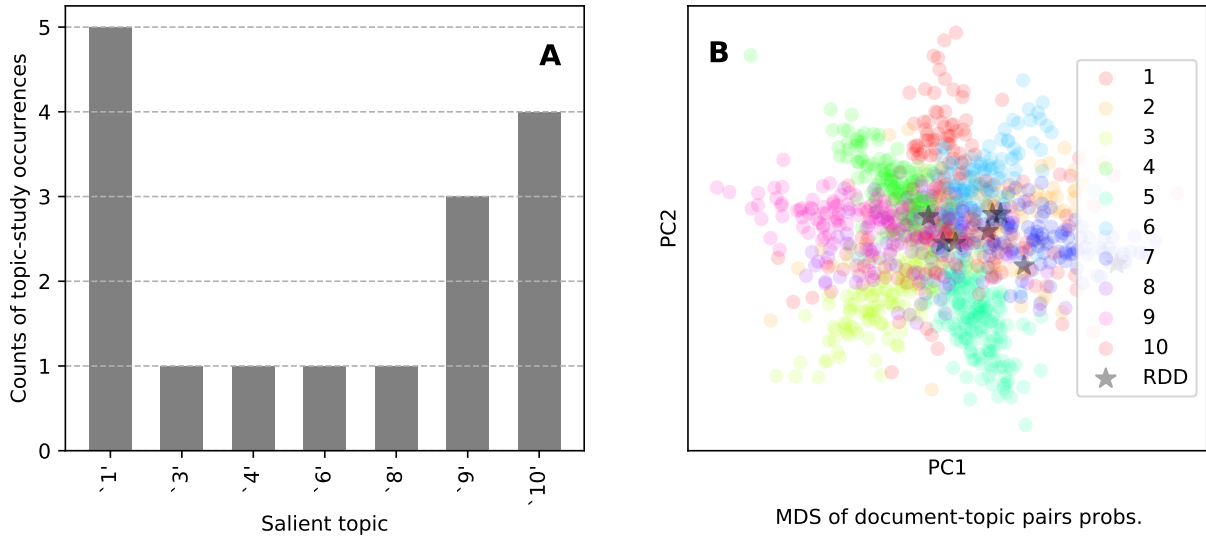 A
Counts of topic-study occurrences
5
4
3
2
1
0
`1'
`3'
`4'
`6'
`8'
`9'
`10'
Salient topic
B
PC2
1
2
3
4
5
6
7
8
9
10
RDD
PC1
MDS of document-topic pairs probs.